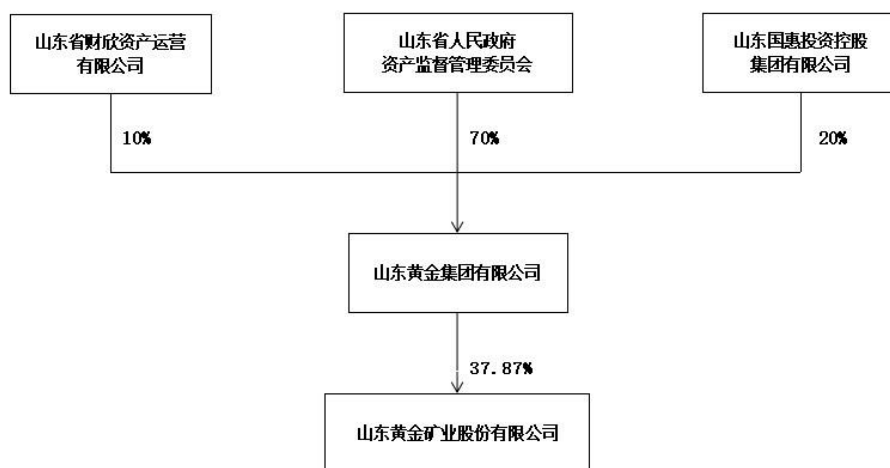 山东省财欣资产运营
有限公司
山东省人民政府
资产监督管理委员会
山东国惠投资控股
集团有限公司
10%
70%
20%
山东黄金集团有限公司
37.87%
山东黄金矿业股份有限公司